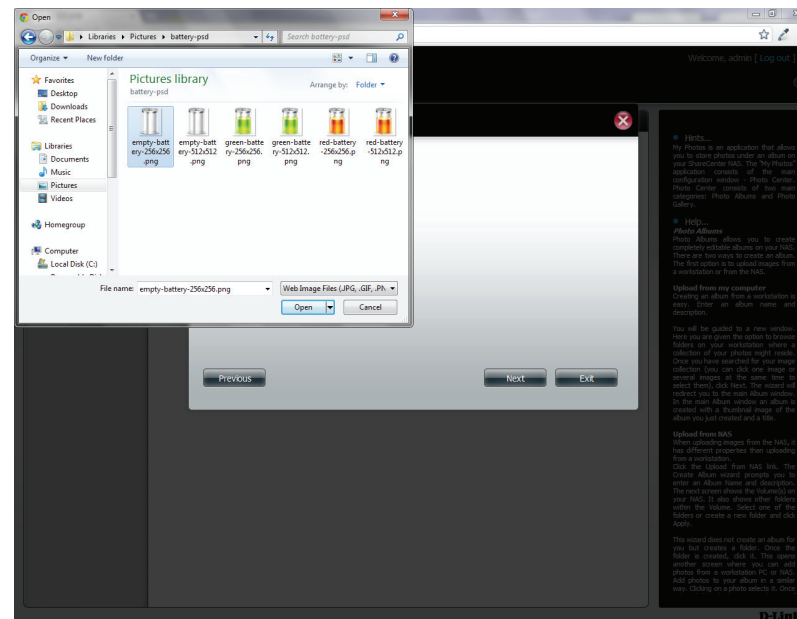 Open
Libraries ▸ Pictures ▸ battery-psd
Search battery-psd
Organize
New folder
Favorites
Desktop
Downloads
Recent Places
Libraries
Documents
Music
Pictures
Videos
Homegroup
Computer
Local Disk (C:)
Pictures library
battery-psd
Arrange by: Folder
empty-batt
ery-256x256
.png
empty-batt
ery-512x512
.png
green-batte
ry-256x256.
png
green-batte
ry-512x512.
png
red-battery
-256x256.p
ng
red-battery
-512x512.p
ng
File name: empty-battery-256x256.png
Web Image Files (JPG, .GIF, .PN
Open
Cancel
Previous
Next
Exit
Welcome, admin [ Log out ]
Hints...
My Photos is an application that allows
you to store photos under an album on
your ShareCenter NAS. The "My Photos"
application consists of the main
configuration window - Photo Center.
Photo Center consists of two main
categories: Photo Albums and Photo
Gallery.
Help...
Photo Albums
Photo Albums allows you to create
completely editable albums on your NAS.
There are two ways to create an album.
The first option is to upload images from
a workstation or from the NAS.
Upload from my computer
Creating an album from a workstation is
easy. Enter an album name and
description.
You will be guided to a new window.
Here you are given the option to browse
folders on your workstation where a
collection of your photos might reside.
Once you have searched for your image
collection (you can click one image or
several images at the same time to
select them), click Next. The wizard will
redirect you to the main Album window.
In the main Album window an album is
created with a thumbnail image of the
album you just created and a title.
Upload from NAS
When uploading images from the NAS, it
has different properties than uploading
from a workstation.
Click the Upload from NAS link. The
Create Album wizard prompts you to
enter an Album Name and description.
The next screen shows the Volume(s) on
your NAS. It also shows other folders
within the Volume. Select one of the
folders or create a new folder and click
Apply.
This wizard does not create an album for
you but creates a folder. Once the
folder is created, click it. This opens
another screen where you can add
photos from a workstation PC or NAS.
Add photos to your album in a similar
way. Clicking on a photo selects it. Once
D-Link